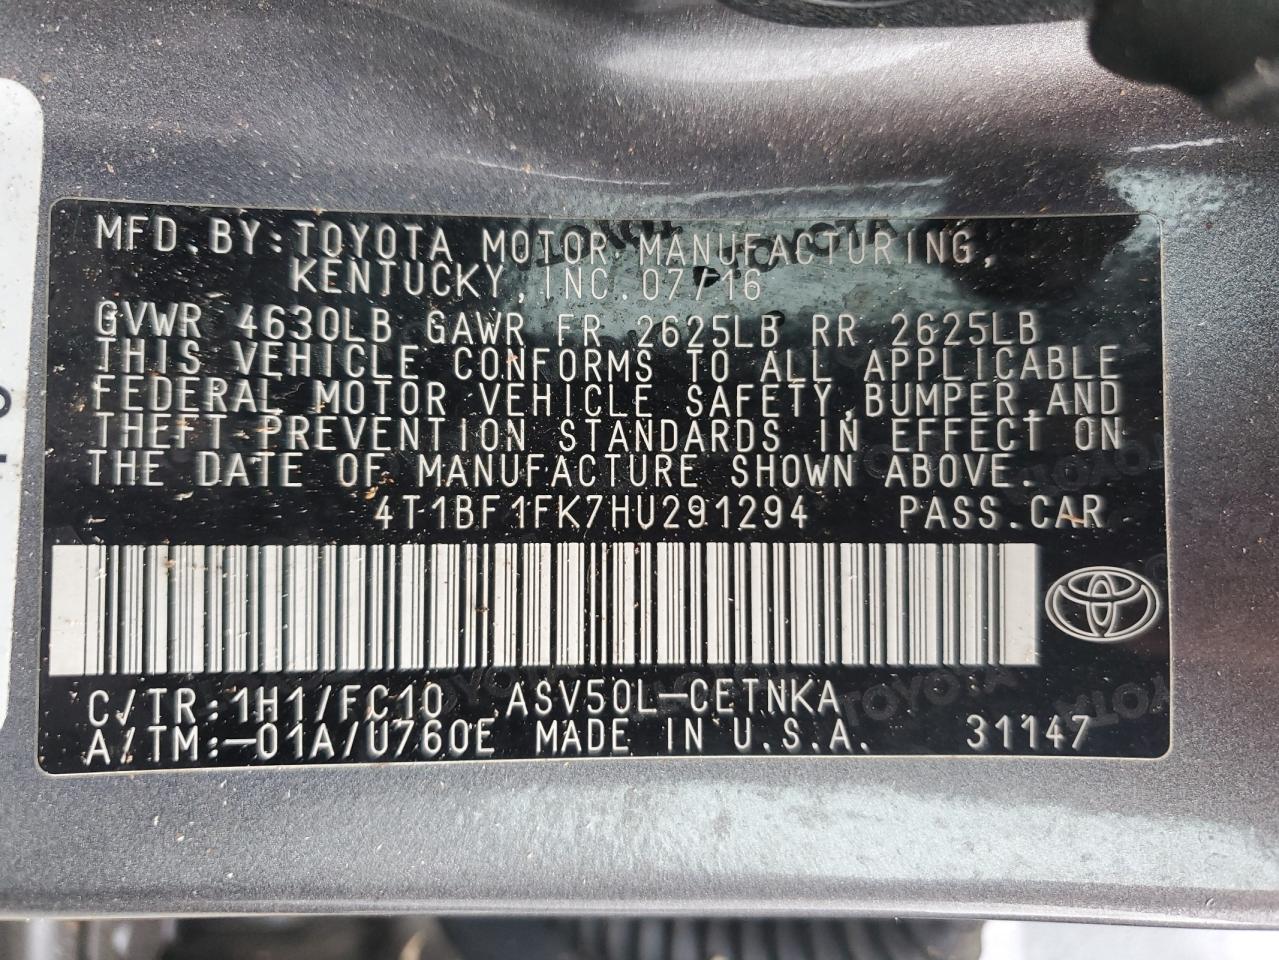 MFD.BY:TOYOTA MOTOR MANUFACTURING,
KENTUCKY,INC.07/16
GVWR 4630LB GAWR FR 2625LB RR 2625LB
THIS VEHICLE CONFORMS TO ALL APPLICABLE
FEDERAL MOTOR VEHICLE SAFETY,BUMPER,AND
THEFT PREVENTION STANDARDS IN EFFECT ON
THE DATE OF MANUFACTURE SHOWN ABOVE.
4T1BF1FK7HU291294 PASS.CAR
C/TR:1H1/FC10 ASV50L-CETNKA
A/TM:-01A/U760E MADE IN U.S.A. 31147